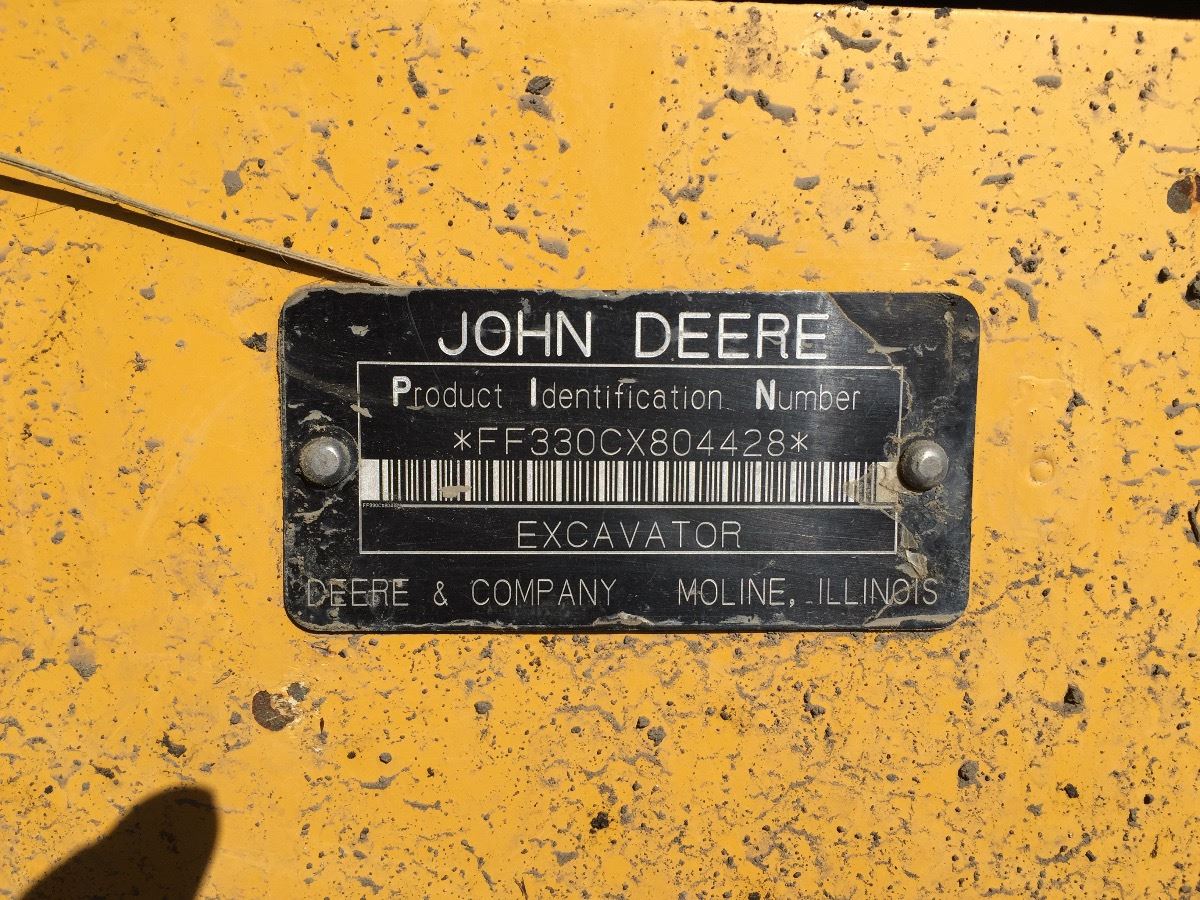 JOHN DEERE
Product Identification Number
*FF330CX804428*
EXCAVATOR
DEERE & COMPANY MOLINE, ILLINOIS